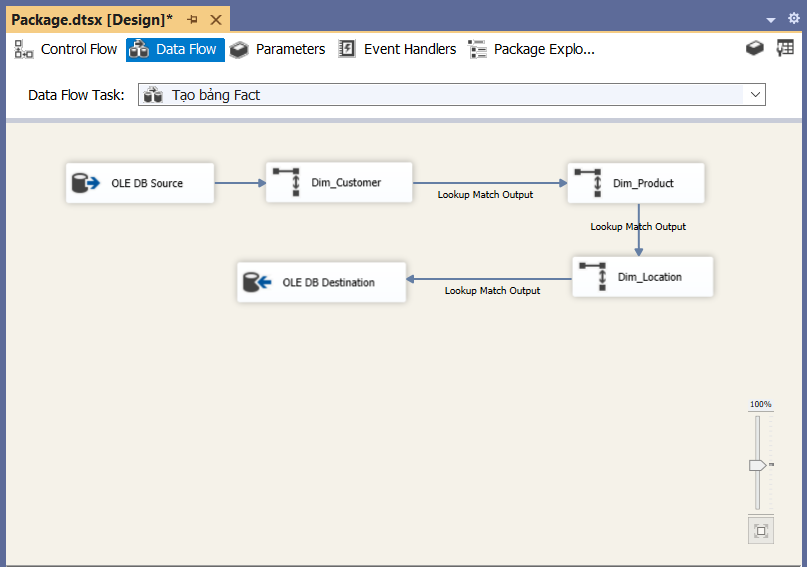 Package.dtsx [Design]*
Control Flow Data Flow Parameters Event Handlers Package Explo...
Data Flow Task: Tạo bảng Fact
OLE DB Source
Dim_Customer
Lookup Match Output
Dim_Product
Lookup Match Output
Dim_Location
Lookup Match Output
OLE DB Destination
100%